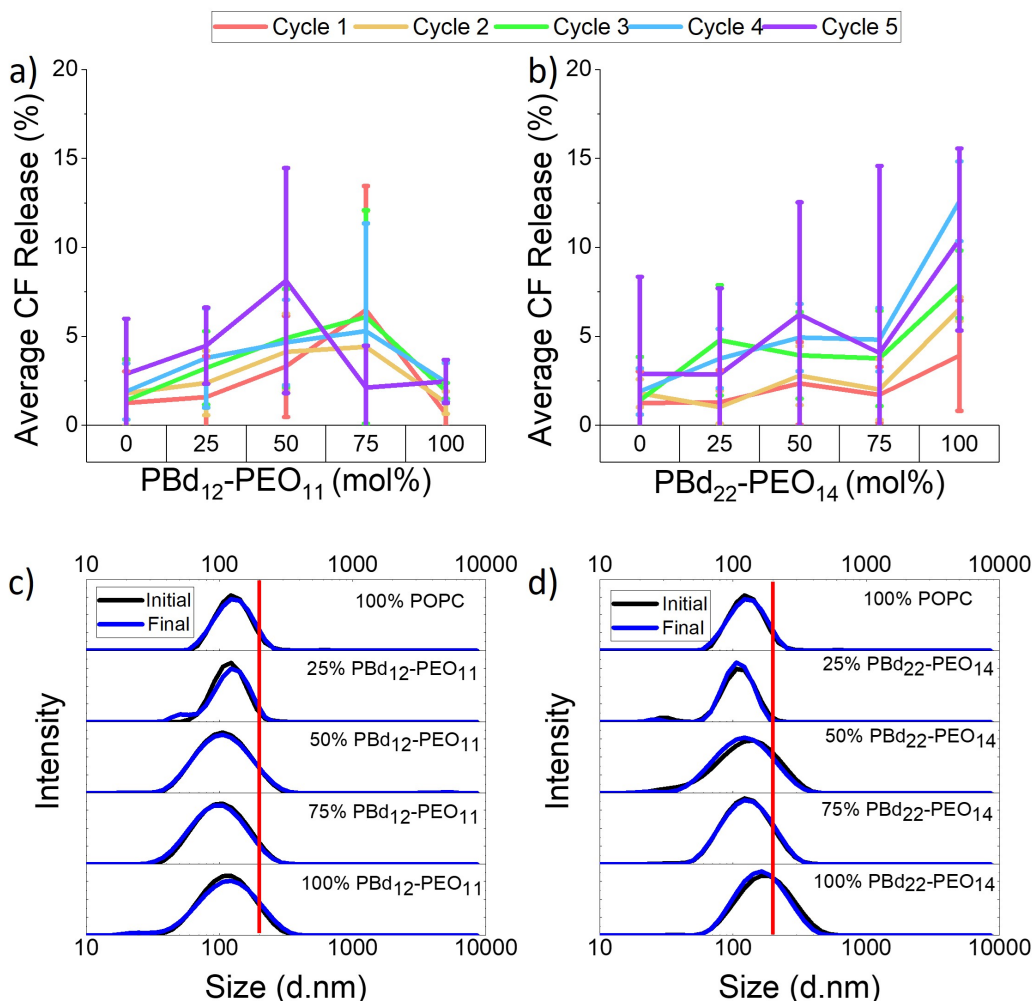 Cycle 1 Cycle 2 Cycle 3 Cycle 4 Cycle 5
a)
20
15
10
5
0
Average CF Release (%)
0 25 50 75 100
PBd₁₂-PEO₁₁ (mol%)
b)
20
15
10
5
0
Average CF Release (%)
0 25 50 75 100
PBd₂₂-PEO₁₄ (mol%)
c)
10 100 1000 10000
Initial
Final
100% POPC
25% PBd₁₂-PEO₁₁
50% PBd₁₂-PEO₁₁
75% PBd₁₂-PEO₁₁
100% PBd₁₂-PEO₁₁
Intensity
10 100 1000 10000
Size (d.nm)
d)
10 100 1000 10000
Initial
Final
100% POPC
25% PBd₂₂-PEO₁₄
50% PBd₂₂-PEO₁₄
75% PBd₂₂-PEO₁₄
100% PBd₂₂-PEO₁₄
Intensity
10 100 1000 10000
Size (d.nm)